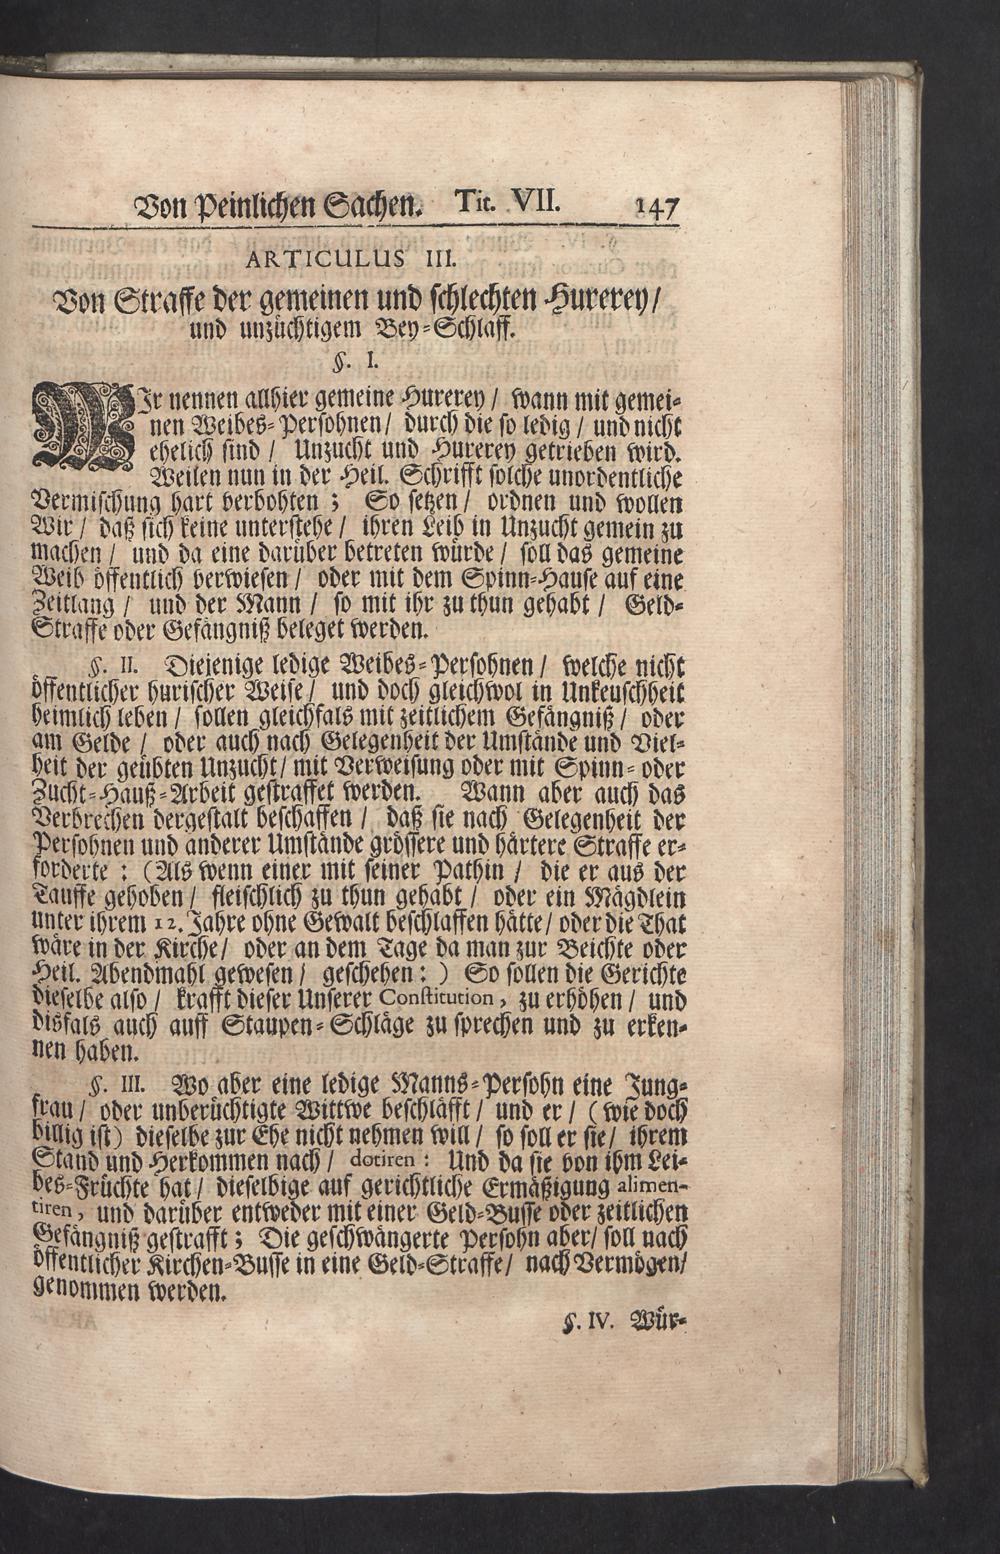 Von Peinlichen Sachen. Tit. VII. 147
ARTICULUS III.
Von Straffe der gemeinen und schlechten Hurerey/
und unzüchtigem Bey-Schlaff.
§. I.
WIr nennen allhier gemeine Hurerey / wann mit gemei-
nen Weibes-Persohnen / durch die so ledig / und nicht
ehelich sind / Unzucht und Hurerey getrieben wird.
Weilen nun in der Heil. Schrifft solche unordentliche
Vermischung hart verbohten ; So setzen / ordnen und wollen
Wir / daß sich keine unterstehe / ihren Leib in Unzucht gemein zu
machen / und da eine darüber betreten würde / soll das gemeine
Weib öffentlich verwiesen / oder mit dem Spinn-Hause auf eine
Zeitlang / und der Mann / so mit ihr zu thun gehabt / Geld-
Straffe oder Gefängniß beleget werden.
§. II. Diejenige ledige Weibes-Persohnen / welche nicht
öffentlicher hurischer Weise / und doch gleichwol in Unkeuschheit
heimlich leben / sollen gleichfals mit zeitlichem Gefängniß / oder
am Gelde / oder auch nach Gelegenheit der Umstände und Viel-
heit der geübten Unzucht / mit Verweisung oder mit Spinn- oder
Zucht-Hauß-Arbeit gestraffet werden. Wann aber auch das
Verbrechen dergestalt beschaffen / daß sie nach Gelegenheit der
Persohnen und anderer Umstände grössere und härtere Straffe er-
forderte : (Als wenn einer mit seiner Pathin / die er aus der
Tauffe gehoben / fleischlich zu thun gehabt / oder ein Mägdlein
unter ihrem 12. Jahre ohne Gewalt beschlaffen hätte / oder die That
wäre in der Kirche / oder an dem Tage da man zur Beichte oder
Heil. Abendmahl gewesen / geschehen: ) So sollen die Gerichte
dieselbe also / krafft dieser Unserer Constitution, zu erhöhen / und
disfals auch auff Staupen-Schläge zu sprechen und zu erken-
nen haben.
§. III. Wo aber eine ledige Manns-Persohn eine Jung-
frau / oder unberüchtigte Wittwe beschläfft / und er / (wie doch
billig ist) dieselbe zur Ehe nicht nehmen will / so soll er sie / ihrem
Stand und Herkommen nach / dotiren : Und da sie von ihm Lei-
bes-Früchte hat / dieselbige auf gerichtliche Ermäßigung alimen-
tiren, und darüber entweder mit einer Geld-Busse oder zeitlichen
Gefängniß gestrafft ; Die geschwängerte Persohn aber / soll nach
öffentlicher Kirchen-Busse in eine Geld-Straffe / nach Vermögen /
genommen werden.
§. IV. Wür-